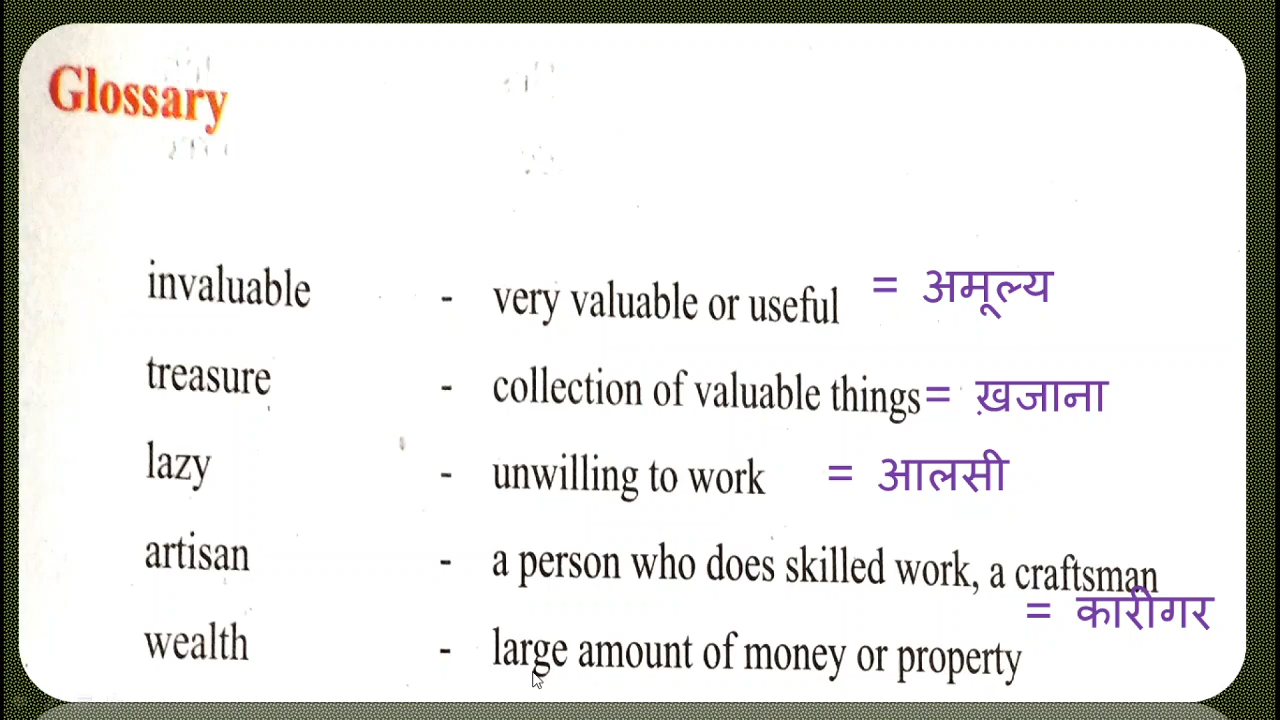 Glossary
invaluable - very valuable or useful = अमूल्य
treasure - collection of valuable things = ख़जाना
lazy - unwilling to work = आलसी
artisan - a person who does skilled work, a craftsman
= कारीगर
wealth - large amount of money or property